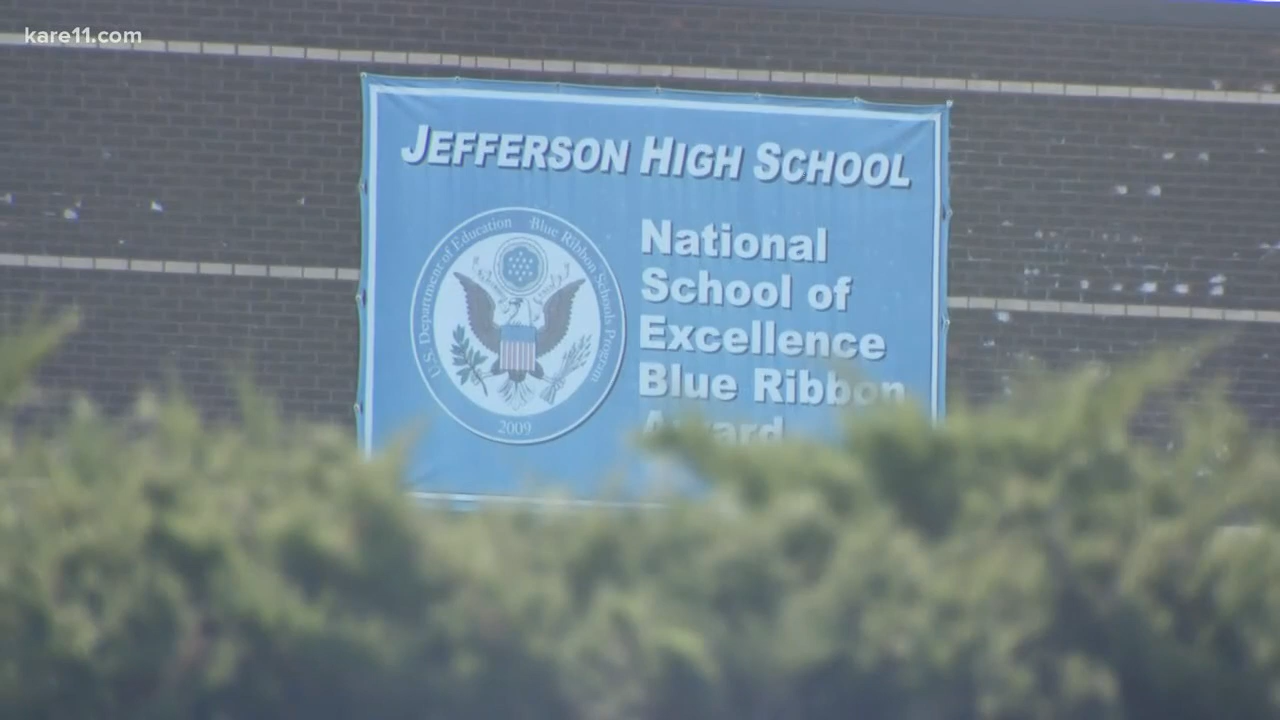 kare11.com
JEFFERSON HIGH SCHOOL
National
School of
Excellence
Blue Ribbon
Award
U.S. Department of Education Blue Ribbon Schools Program
2009